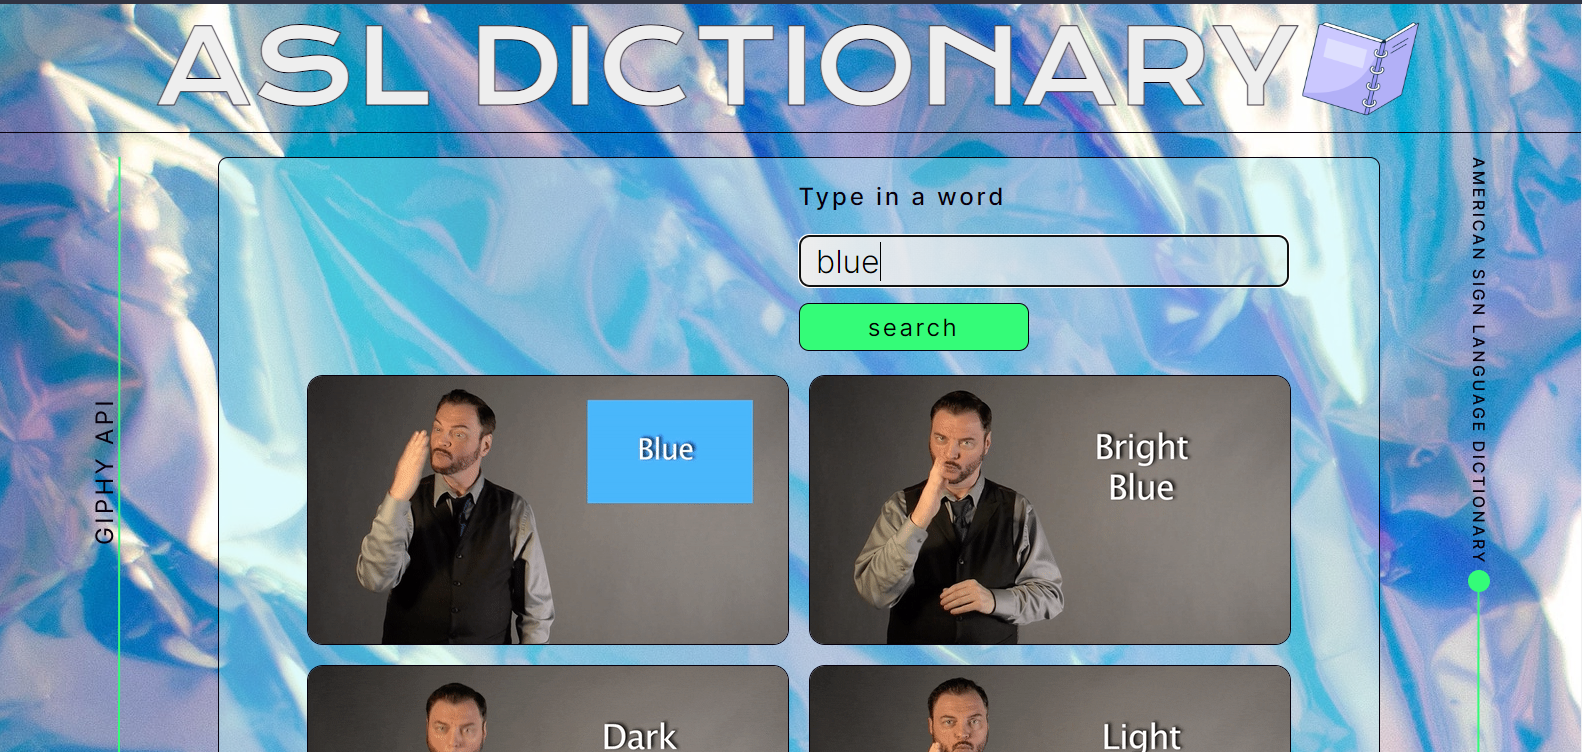 ASL DICTIONARY
Type in a word
blue
search
GIPHY API
AMERICAN SIGN LANGUAGE DICTIONARY
Blue
Bright
Blue
Dark
Light